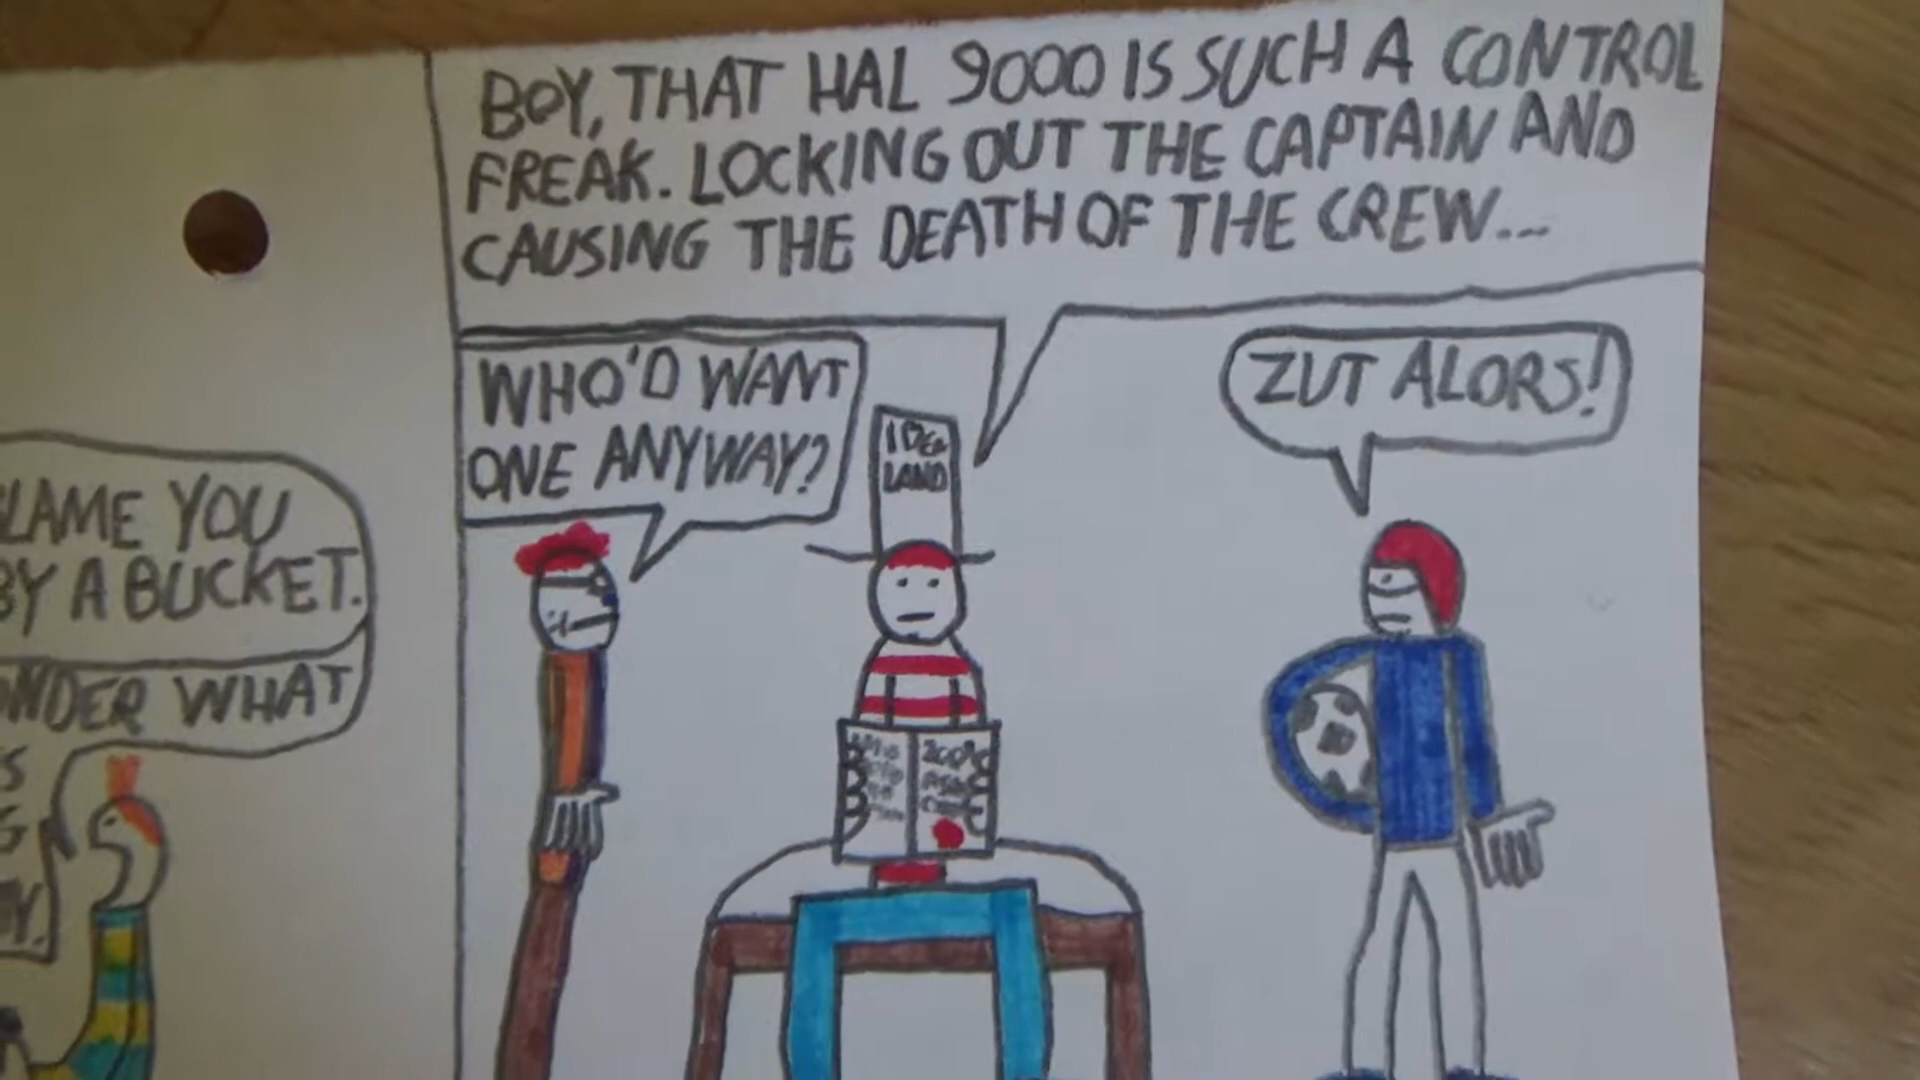 LAME YOU
BY A BUCKET.
NDER WHAT
S
G
BOY, THAT HAL 9000 IS SUCH A CONTROL
FREAK. LOCKING OUT THE CAPTAIN AND
CAUSING THE DEATH OF THE CREW...
WHO'D WANT
ONE ANYWAY?
LAND
ZUT ALORS!